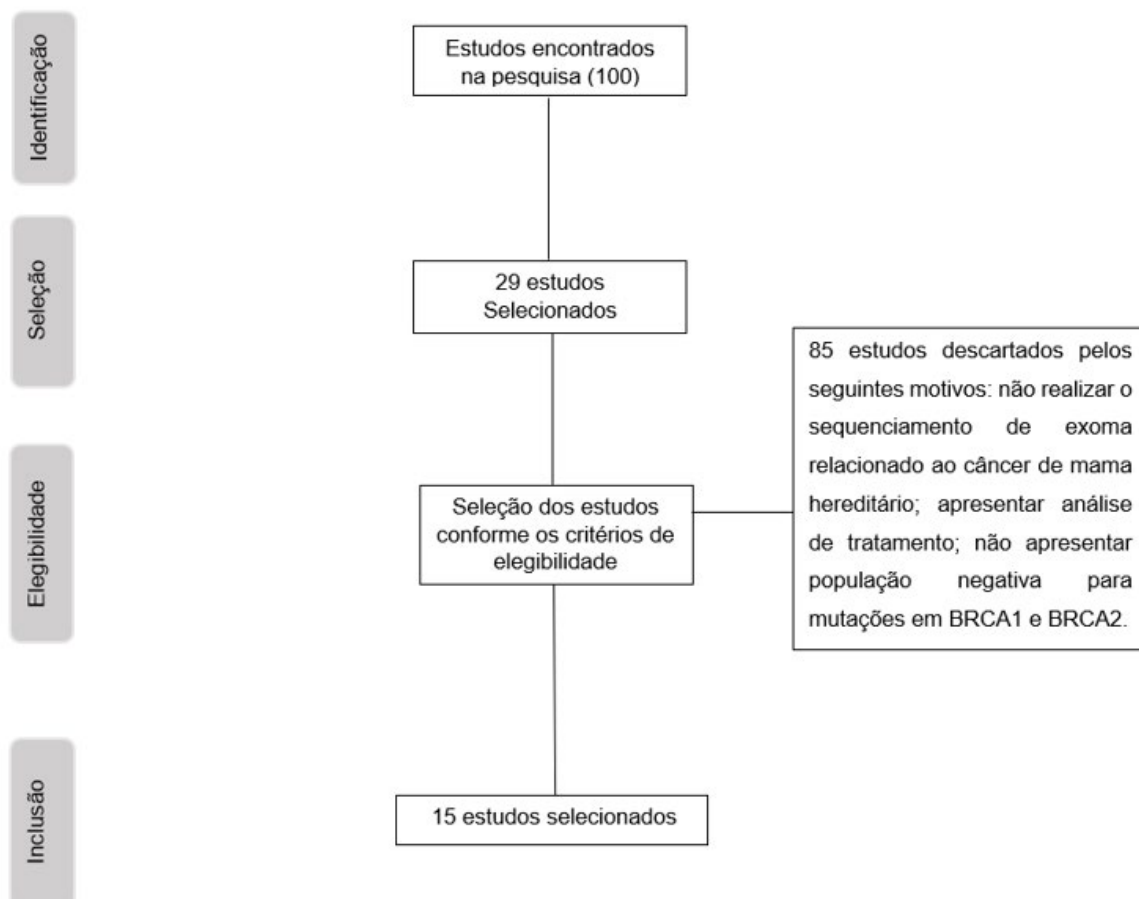 Identificação
Estudos encontrados
na pesquisa (100)
Seleção
29 estudos
Selecionados
Elegibilidade
Seleção dos estudos
conforme os critérios de
elegibilidade
85 estudos descartados pelos
seguintes motivos: não realizar o
sequenciamento de exoma
relacionado ao câncer de mama
hereditário; apresentar análise
de tratamento; não apresentar
população negativa para
mutações em BRCA1 e BRCA2.
Inclusão
15 estudos selecionados